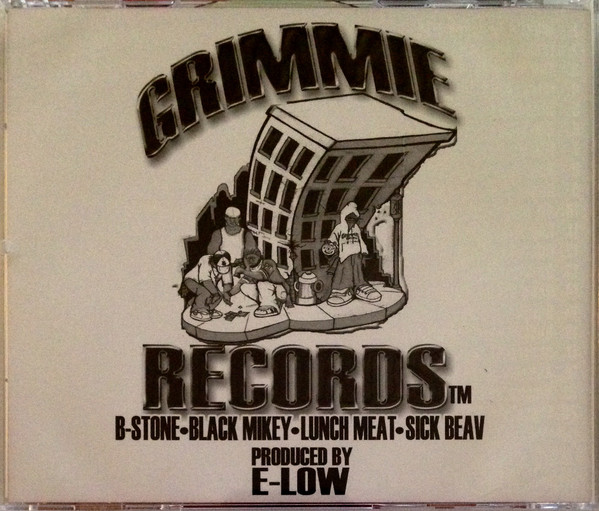 GRIMMIE
RECORDS™
B-STONE•BLACK MIKEY•LUNCH MEAT•SICK BEAV
PRODUCED BY
E-LOW